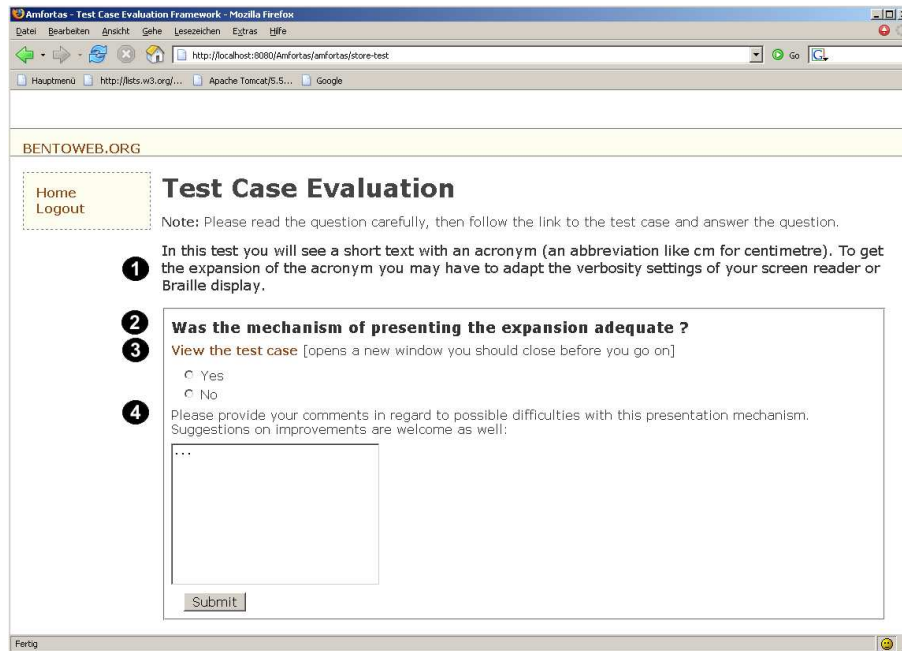 Amfortas - Test Case Evaluation Framework - Mozilla Firefox
Datei Bearbeiten Ansicht Gehe Lesezeichen Extras Hilfe
http://localhost:8080/Amfortas/amfortas/store-test Go G
Hauptmenü http://lists.w3.org/... Apache Tomcat/5.5... Google
BENTOWEB.ORG
Home
Logout
Test Case Evaluation
Note: Please read the question carefully, then follow the link to the test case and answer the question.
1 In this test you will see a short text with an acronym (an abbreviation like cm for centimetre). To get
the expansion of the acronym you may have to adapt the verbosity settings of your screen reader or
Braille display.
2 Was the mechanism of presenting the expansion adequate ?
3 View the test case [opens a new window you should close before you go on]
Yes
No
4 Please provide your comments in regard to possible difficulties with this presentation mechanism.
Suggestions on improvements are welcome as well:
...
Submit
Fertig